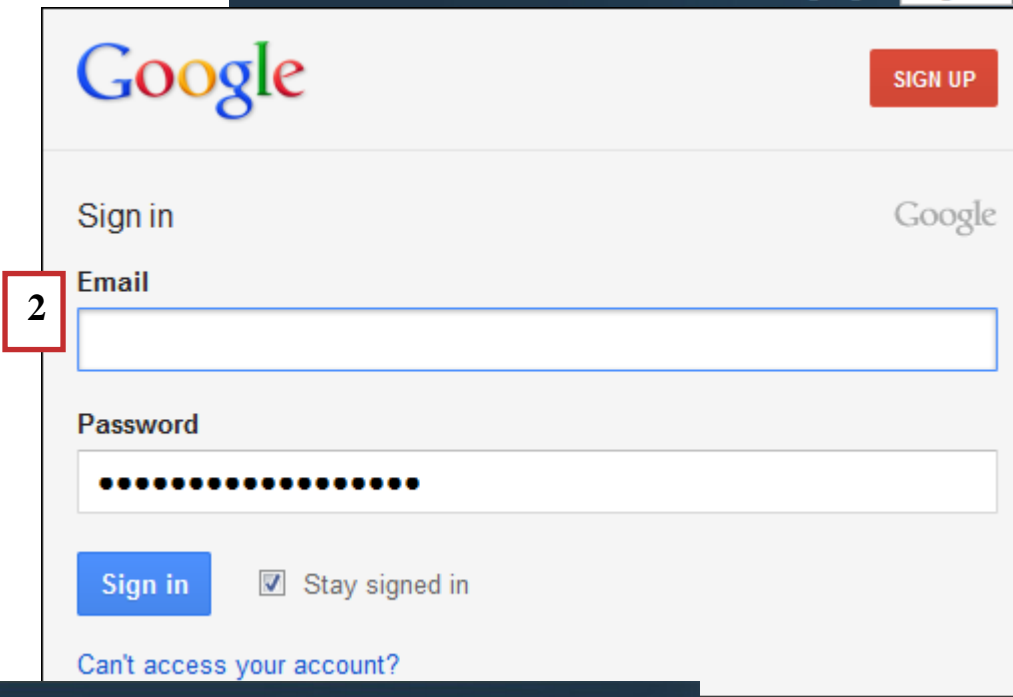 Google
SIGN UP
Sign in
Google
Email
2
Password
••••••••••••••••••
Sign in
Stay signed in
Can't access your account?